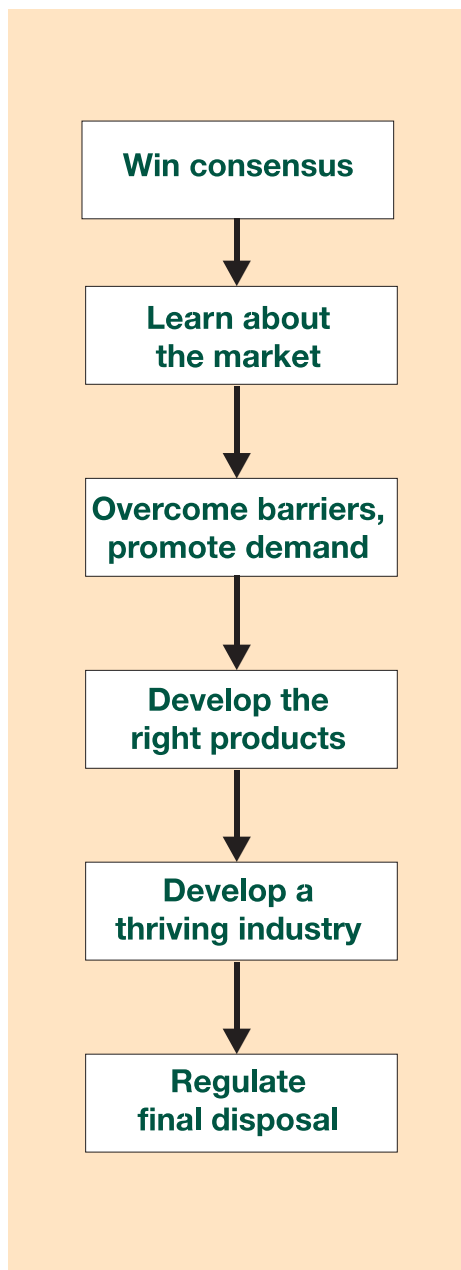 Win consensus
Learn about
the market
Overcome barriers,
promote demand
Develop the
right products
Develop a
thriving industry
Regulate
final disposal